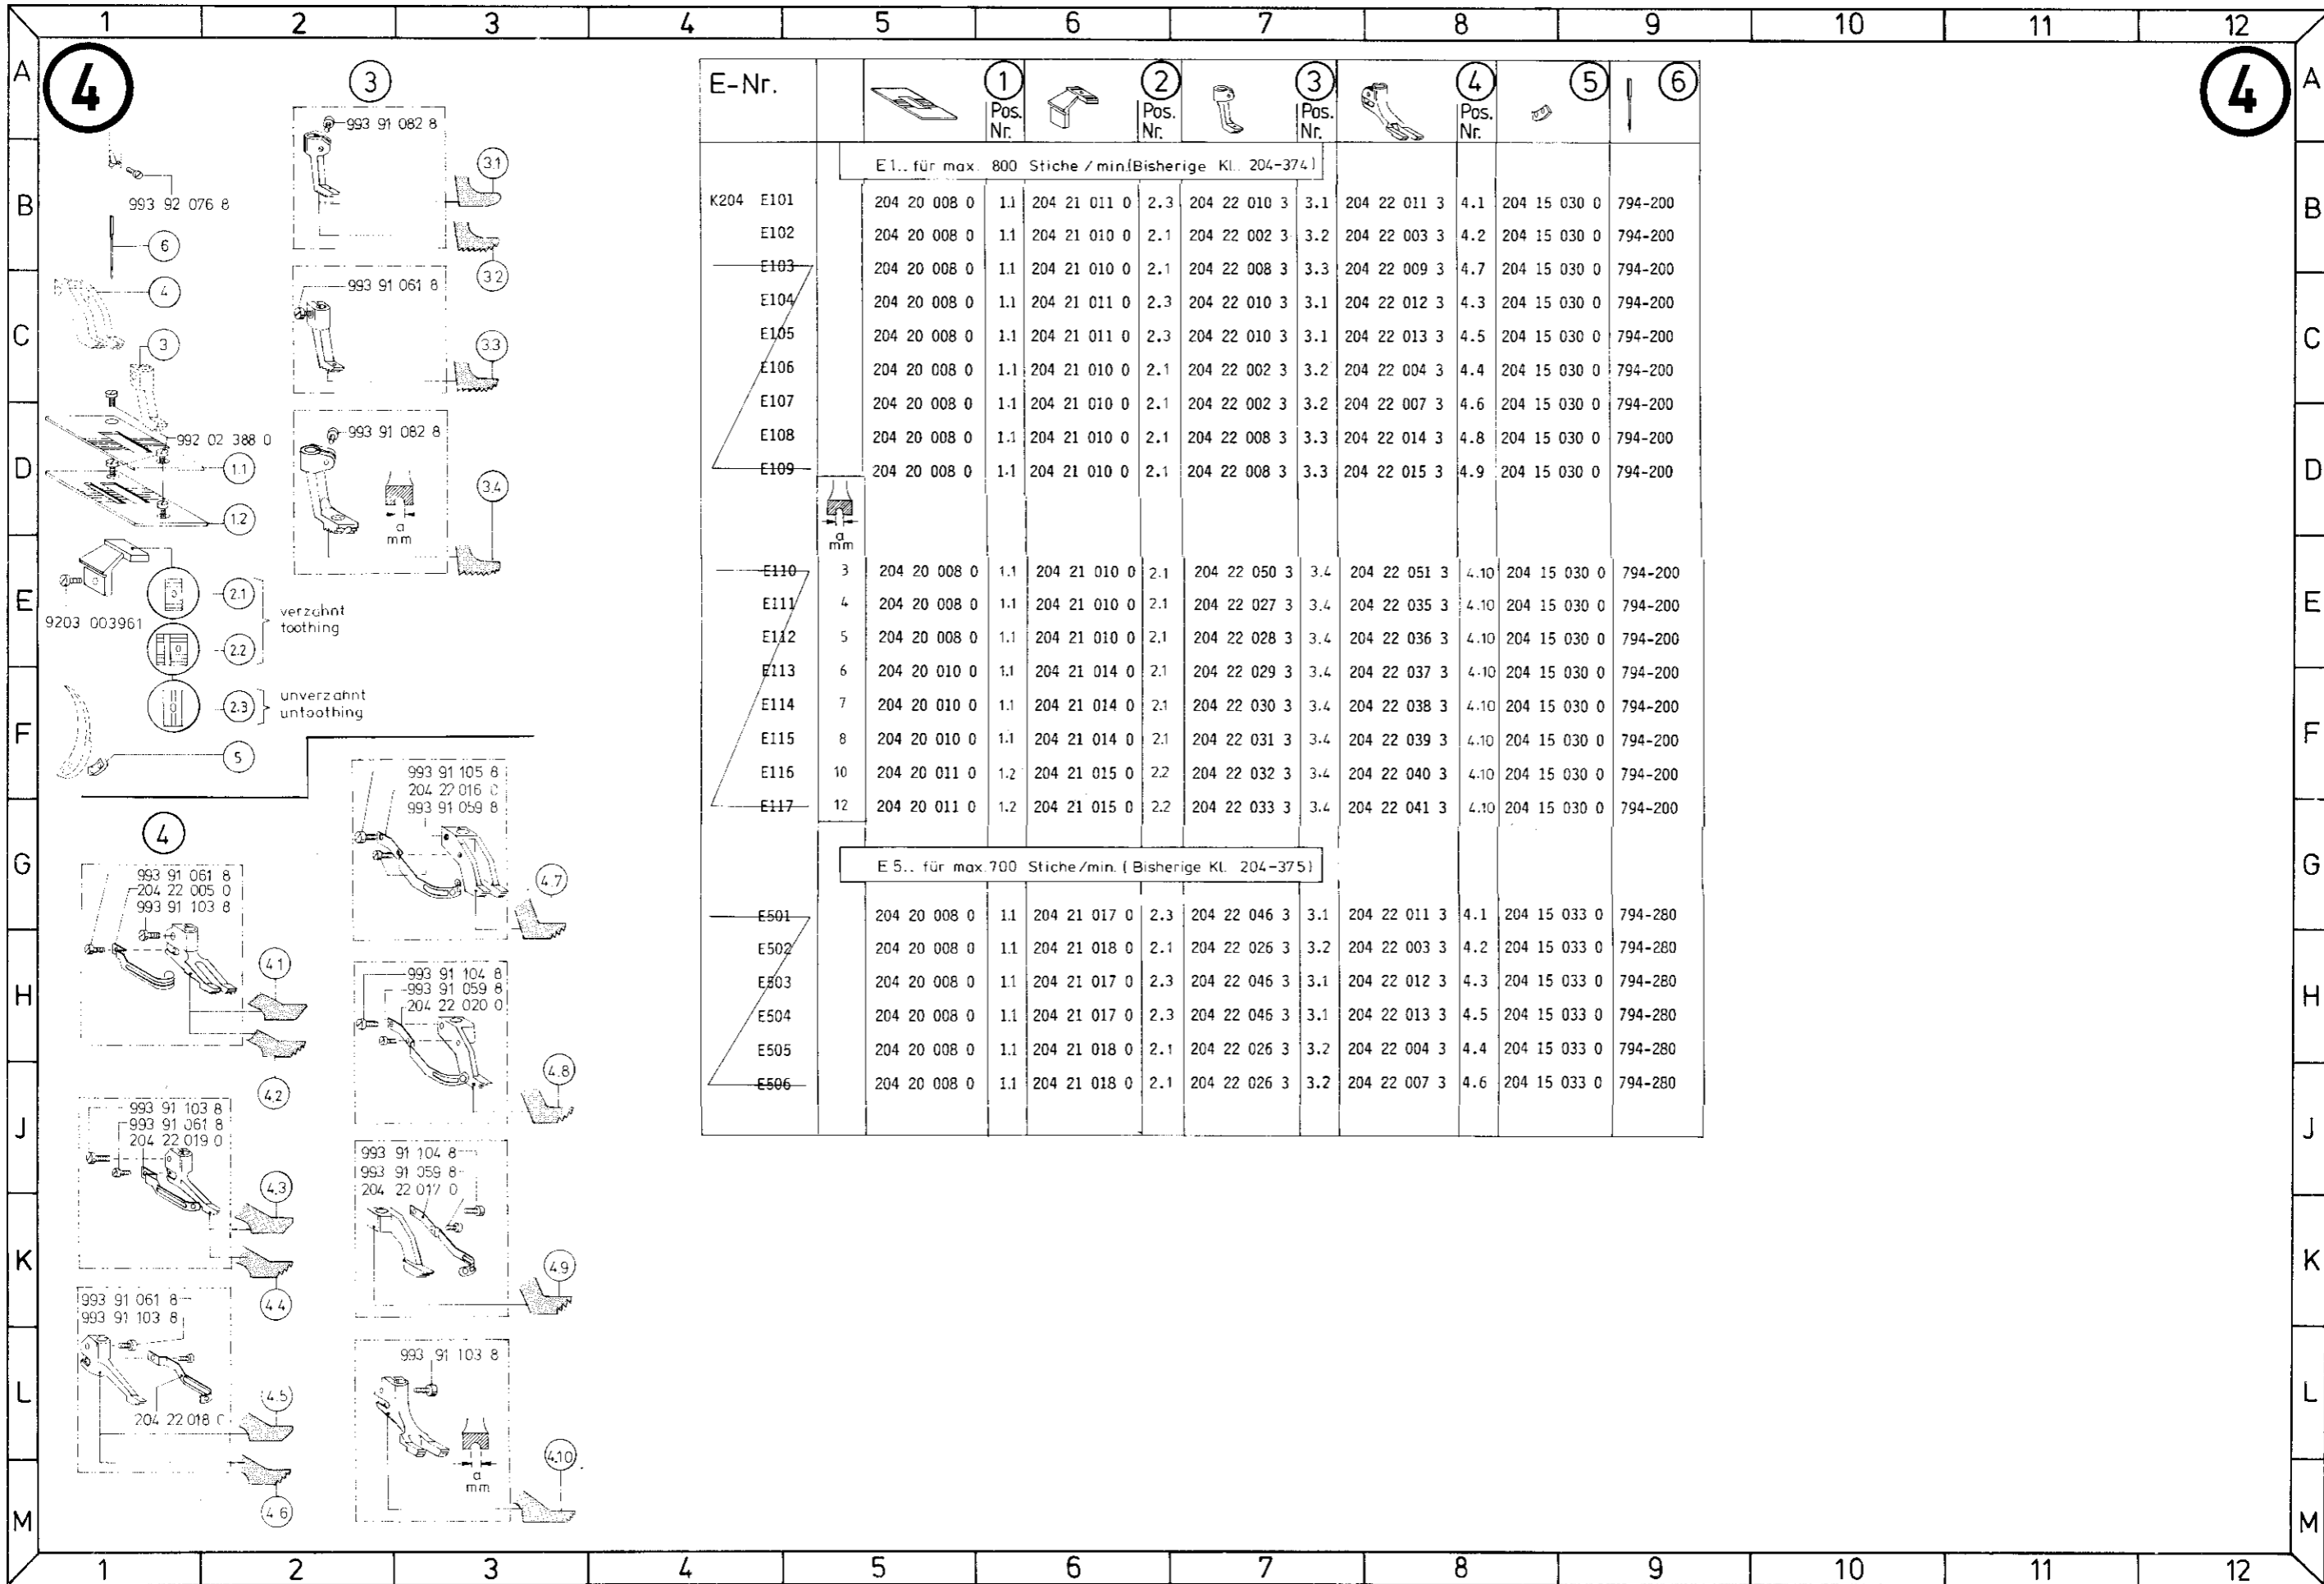 1 2 3 4 5 6 7 8 9 10 11 12
A B C D E F G H J K L M
4
993 92 076 8
6
4
3
992 02 388 0
1.1
1.2
9203 003961
2.1
2.2
verzahnt
toothing
2.3
unverzahnt
untoothing
5
3
993 91 082 8
3.1
3.2
993 91 061 8
3.3
993 91 082 8
a
mm
3.4
4
993 91 061 8
204 22 005 0
993 91 103 8
4.1
4.2
993 91 103 8
993 91 061 8
204 22 019 0
4.3
4.4
993 91 061 8
993 91 103 8
204 22 018 0
4.5
4.6
993 91 105 8
204 22 016 0
993 91 059 8
4.7
993 91 104 8
993 91 059 8
204 22 020 0
4.8
993 91 104 8
993 91 059 8
204 22 017 0
4.9
993 91 103 8
a
mm
4.10
E-Nr. 1 Pos. Nr. 2 Pos. Nr. 3 Pos. Nr. 4 Pos. Nr. 5 6
E1.. für max. 800 Stiche / min.(Bisherige Kl. 204-374)
K204 E101 204 20 008 0 1.1 204 21 011 0 2.3 204 22 010 3 3.1 204 22 011 3 4.1 204 15 030 0 794-200
E102 204 20 008 0 1.1 204 21 010 0 2.1 204 22 002 3 3.2 204 22 003 3 4.2 204 15 030 0 794-200
E103 204 20 008 0 1.1 204 21 010 0 2.1 204 22 008 3 3.3 204 22 009 3 4.7 204 15 030 0 794-200
E104 204 20 008 0 1.1 204 21 011 0 2.3 204 22 010 3 3.1 204 22 012 3 4.3 204 15 030 0 794-200
E105 204 20 008 0 1.1 204 21 011 0 2.3 204 22 010 3 3.1 204 22 013 3 4.5 204 15 030 0 794-200
E106 204 20 008 0 1.1 204 21 010 0 2.1 204 22 002 3 3.2 204 22 004 3 4.4 204 15 030 0 794-200
E107 204 20 008 0 1.1 204 21 010 0 2.1 204 22 002 3 3.2 204 22 007 3 4.6 204 15 030 0 794-200
E108 204 20 008 0 1.1 204 21 010 0 2.1 204 22 008 3 3.3 204 22 014 3 4.8 204 15 030 0 794-200
E109 204 20 008 0 1.1 204 21 010 0 2.1 204 22 008 3 3.3 204 22 015 3 4.9 204 15 030 0 794-200
a
mm
E110 3 204 20 008 0 1.1 204 21 010 0 2.1 204 22 050 3 3.4 204 22 051 3 4.10 204 15 030 0 794-200
E111 4 204 20 008 0 1.1 204 21 010 0 2.1 204 22 027 3 3.4 204 22 035 3 4.10 204 15 030 0 794-200
E112 5 204 20 008 0 1.1 204 21 010 0 2.1 204 22 028 3 3.4 204 22 036 3 4.10 204 15 030 0 794-200
E113 6 204 20 010 0 1.1 204 21 014 0 2.1 204 22 029 3 3.4 204 22 037 3 4.10 204 15 030 0 794-200
E114 7 204 20 010 0 1.1 204 21 014 0 2.1 204 22 030 3 3.4 204 22 038 3 4.10 204 15 030 0 794-200
E115 8 204 20 010 0 1.1 204 21 014 0 2.1 204 22 031 3 3.4 204 22 039 3 4.10 204 15 030 0 794-200
E116 10 204 20 011 0 1.2 204 21 015 0 2.2 204 22 032 3 3.4 204 22 040 3 4.10 204 15 030 0 794-200
E117 12 204 20 011 0 1.2 204 21 015 0 2.2 204 22 033 3 3.4 204 22 041 3 4.10 204 15 030 0 794-200
E5.. für max.700 Stiche/min. (Bisherige Kl. 204-375)
E501 204 20 008 0 1.1 204 21 017 0 2.3 204 22 046 3 3.1 204 22 011 3 4.1 204 15 033 0 794-280
E502 204 20 008 0 1.1 204 21 018 0 2.1 204 22 026 3 3.2 204 22 003 3 4.2 204 15 033 0 794-280
E503 204 20 008 0 1.1 204 21 017 0 2.3 204 22 046 3 3.1 204 22 012 3 4.3 204 15 033 0 794-280
E504 204 20 008 0 1.1 204 21 017 0 2.3 204 22 046 3 3.1 204 22 013 3 4.5 204 15 033 0 794-280
E505 204 20 008 0 1.1 204 21 018 0 2.1 204 22 026 3 3.2 204 22 004 3 4.4 204 15 033 0 794-280
E506 204 20 008 0 1.1 204 21 018 0 2.1 204 22 026 3 3.2 204 22 007 3 4.6 204 15 033 0 794-280
4
A B C D E F G H J K L M
1 2 3 4 5 6 7 8 9 10 11 12